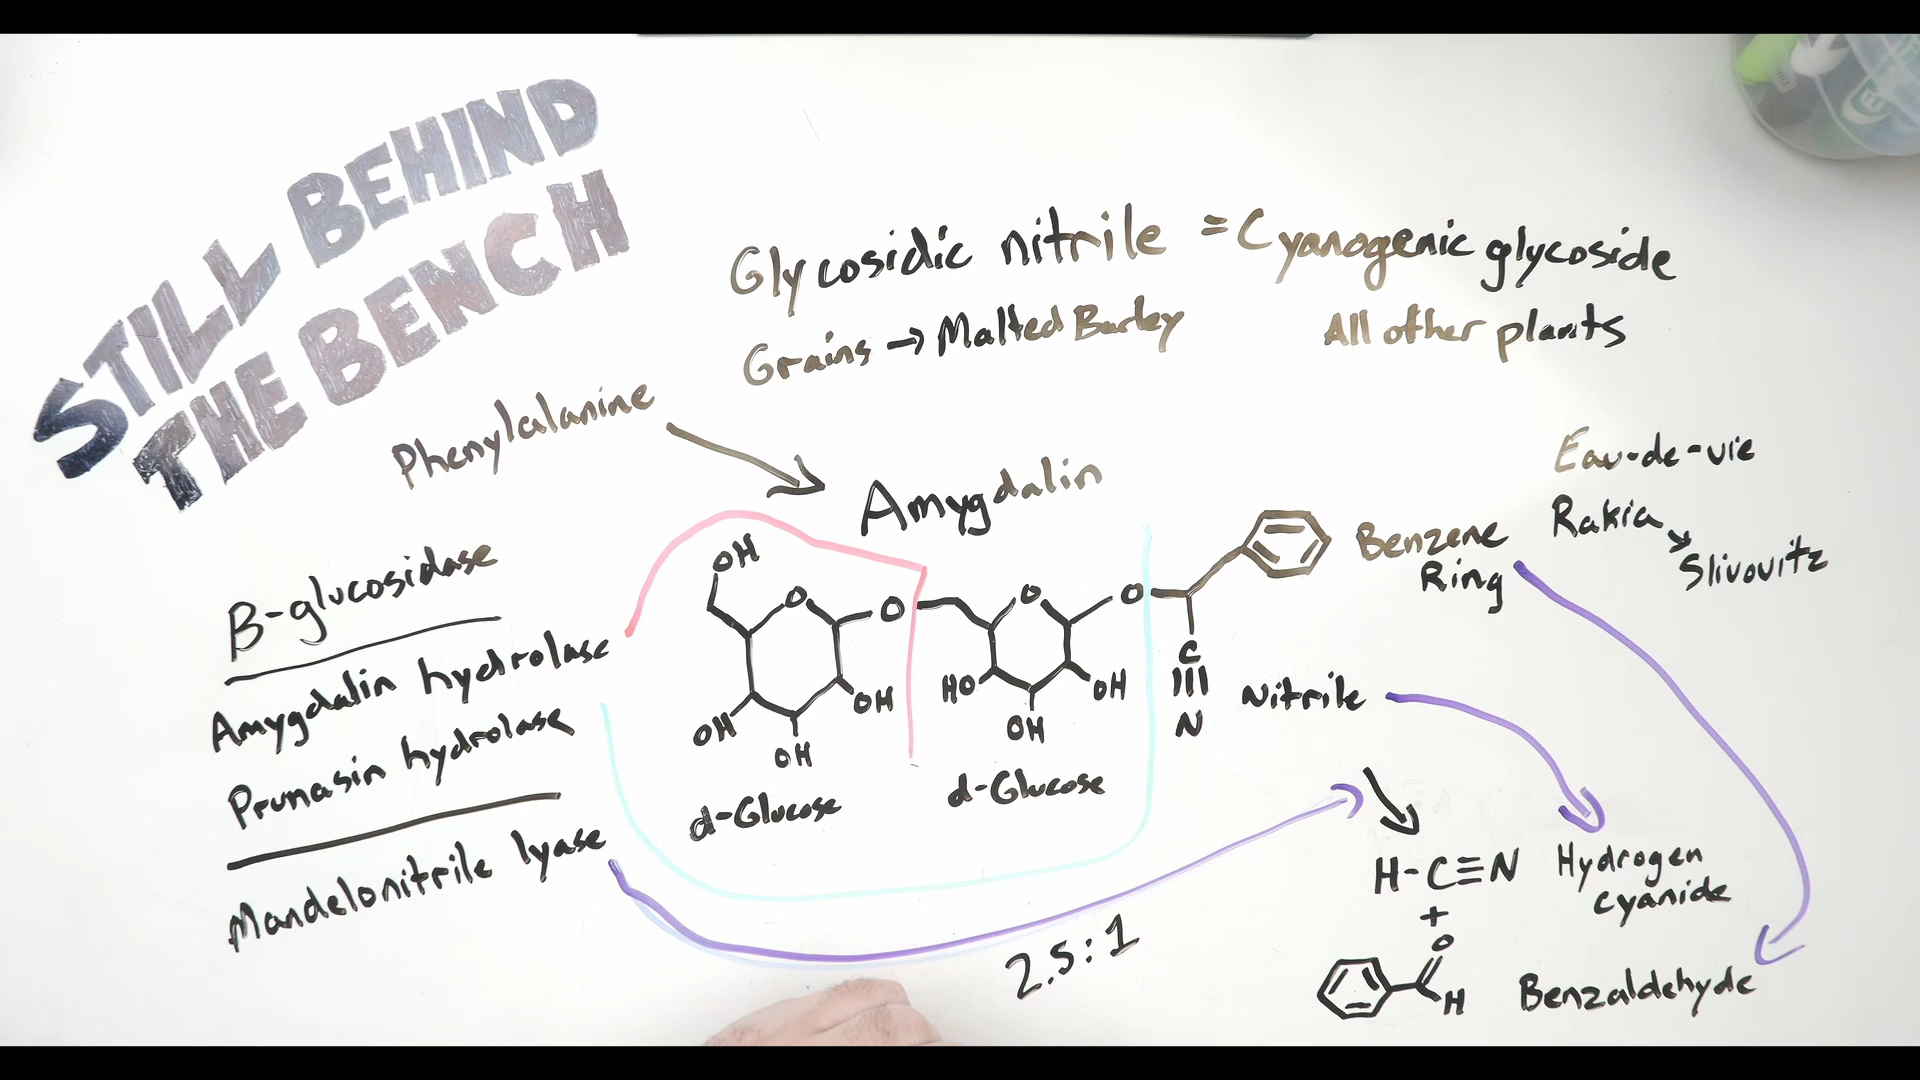 STILL BEHIND
THE BENCH
Glycosidic nitrile = Cyanogenic glycoside
Grains → Malted Barley
All other plants
Phenylalanine
Amygdalin
Eau-de-vie
Rakia
Slivovitz
B-glucosidase
Amygdalin hydrolase
Prunasin hydrolase
Mandelonitrile lyase
OH
O
O
OH
OH
OH
d-Glucose
O
O
HO
OH
OH
d-Glucose
C
N
Benzene
Ring
Nitrile
H-C≡N
Hydrogen
cyanide
+
O
H
Benzaldehyde
2.5:1